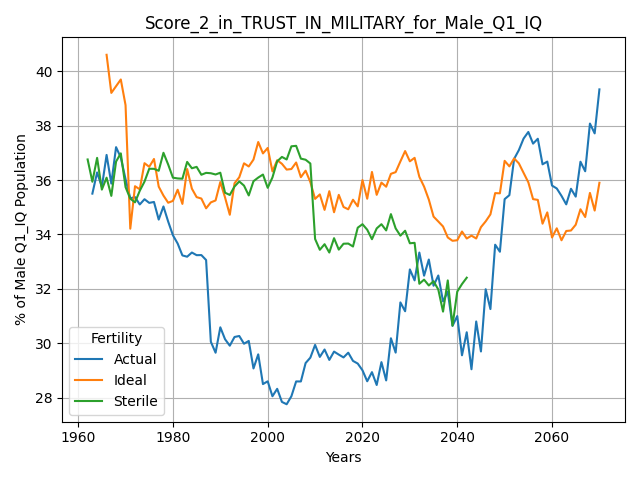 Score_2_in_TRUST_IN_MILITARY_for_Male_Q1_IQ
% of Male Q1_IQ Population
40
38
36
34
32
30
28
Fertility
Actual
Ideal
Sterile
1960 1980 2000 2020 2040 2060
Years